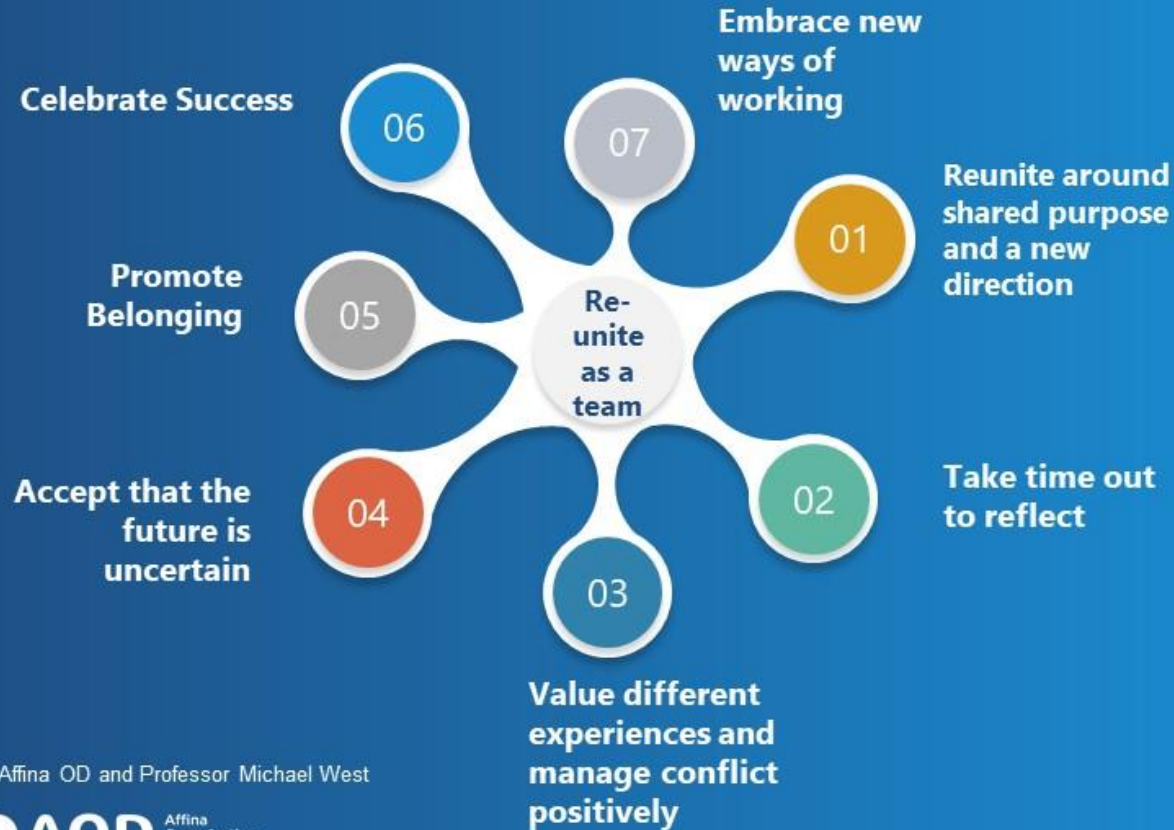 Embrace new
ways of
working
07
Celebrate Success
06
Reunite around
shared purpose
and a new
direction
01
Promote
Belonging
05
Re-
unite
as a
team
Accept that the
future is
uncertain
04
Take time out
to reflect
02
03
Value different
experiences and
manage conflict
positively
Affina OD and Professor Michael West
AOD
Affina